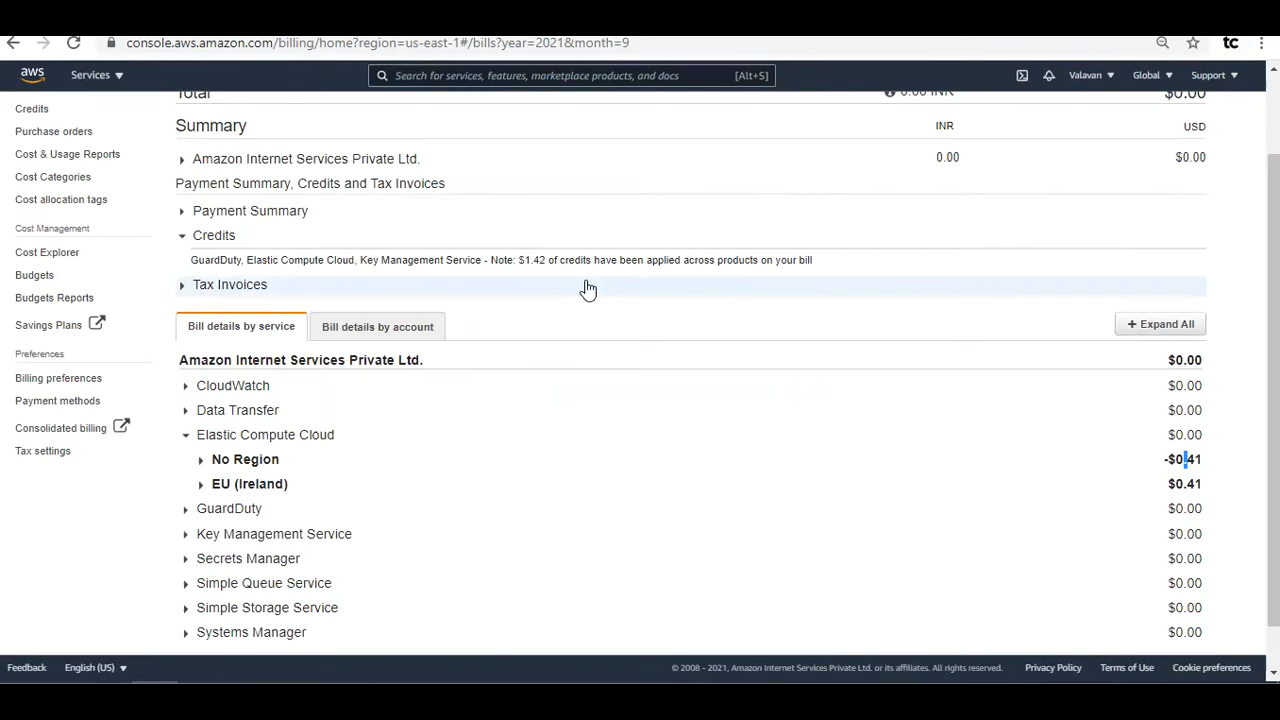 console.aws.amazon.com/billing/home?region=us-east-1#/bills?year=2021&month=9
tc
aws Services Search for services, features, marketplace products, and docs [Alt+S] Valavan Global Support
Credits
Purchase orders
Cost & Usage Reports
Cost Categories
Cost allocation tags
Cost Management
Cost Explorer
Budgets
Budgets Reports
Savings Plans
Preferences
Billing preferences
Payment methods
Consolidated billing
Tax settings
Total 0.00 INR $0.00
Summary INR USD
Amazon Internet Services Private Ltd. 0.00 $0.00
Payment Summary, Credits and Tax Invoices
Payment Summary
Credits
GuardDuty, Elastic Compute Cloud, Key Management Service - Note: $1.42 of credits have been applied across products on your bill
Tax Invoices
Bill details by service Bill details by account + Expand All
Amazon Internet Services Private Ltd. $0.00
CloudWatch $0.00
Data Transfer $0.00
Elastic Compute Cloud $0.00
No Region -$0.41
EU (Ireland) $0.41
GuardDuty $0.00
Key Management Service $0.00
Secrets Manager $0.00
Simple Queue Service $0.00
Simple Storage Service $0.00
Systems Manager $0.00
Feedback English (US) © 2008 - 2021, Amazon Internet Services Private Ltd. or its affiliates. All rights reserved. Privacy Policy Terms of Use Cookie preferences